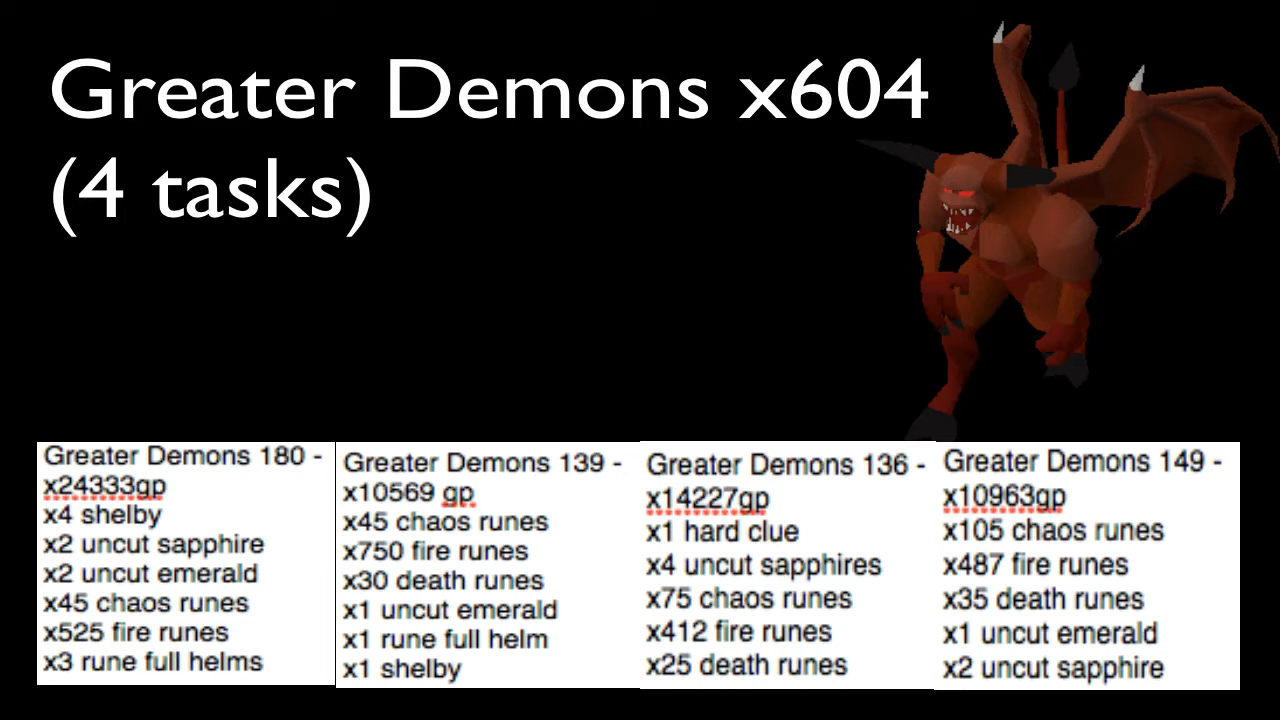 Greater Demons x604
(4 tasks)
Greater Demons 180 -
x24333gp
x4 shelby
x2 uncut sapphire
x2 uncut emerald
x45 chaos runes
x525 fire runes
x3 rune full helms
Greater Demons 139 -
x10569 gp
x45 chaos runes
x750 fire runes
x30 death runes
x1 uncut emerald
x1 rune full helm
x1 shelby
Greater Demons 136 -
x14227gp
x1 hard clue
x4 uncut sapphires
x75 chaos runes
x412 fire runes
x25 death runes
Greater Demons 149 -
x10963gp
x105 chaos runes
x487 fire runes
x35 death runes
x1 uncut emerald
x2 uncut sapphire